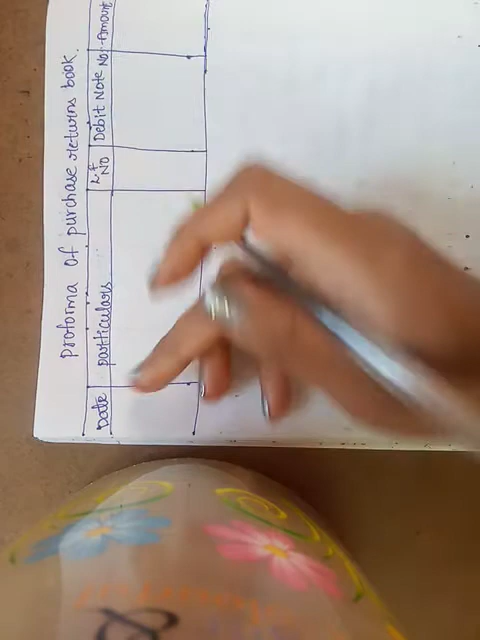 proforma of purchase returns book.
Date particulars L.F NO Debit Note No. Amount